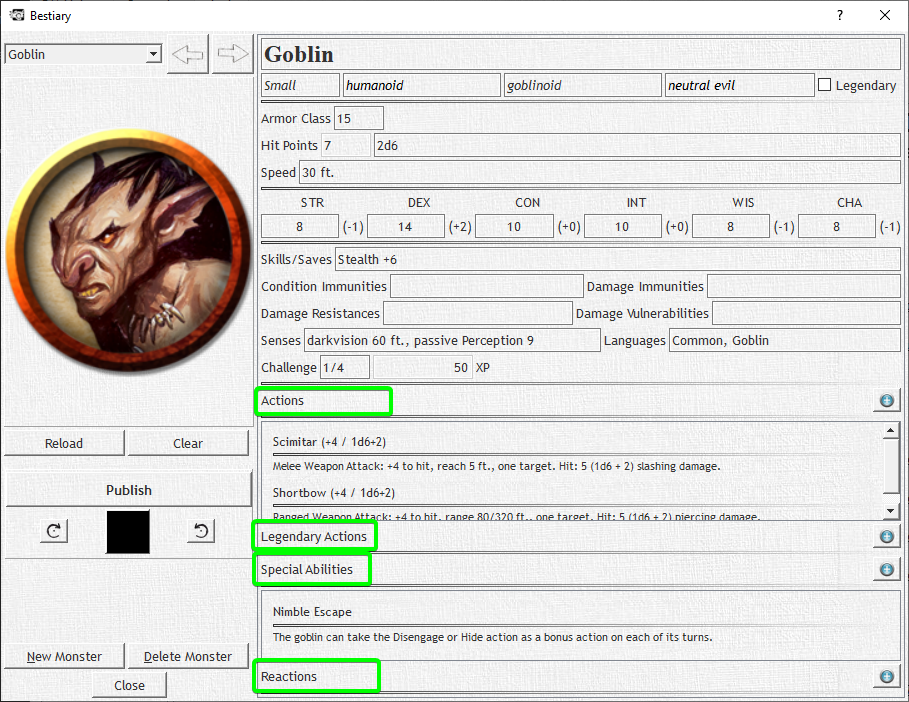 Bestiary ?
Goblin
Goblin
Small humanoid goblinoid neutral evil Legendary
Armor Class 15
Hit Points 7 2d6
Speed 30 ft.
STR DEX CON INT WIS CHA
8 (-1) 14 (+2) 10 (+0) 10 (+0) 8 (-1) 8 (-1)
Skills/Saves Stealth +6
Condition Immunities Damage Immunities
Damage Resistances Damage Vulnerabilities
Senses darkvision 60 ft., passive Perception 9 Languages Common, Goblin
Challenge 1/4 50 XP
Actions
Scimitar (+4 / 1d6+2)
Melee Weapon Attack: +4 to hit, reach 5 ft., one target. Hit: 5 (1d6 + 2) slashing damage.
Shortbow (+4 / 1d6+2)
Ranged Weapon Attack: +4 to hit, range 80/320 ft., one target. Hit: 5 (1d6 + 2) piercing damage.
Legendary Actions
Special Abilities
Nimble Escape
The goblin can take the Disengage or Hide action as a bonus action on each of its turns.
Reactions
Reload Clear
Publish
New Monster Delete Monster
Close